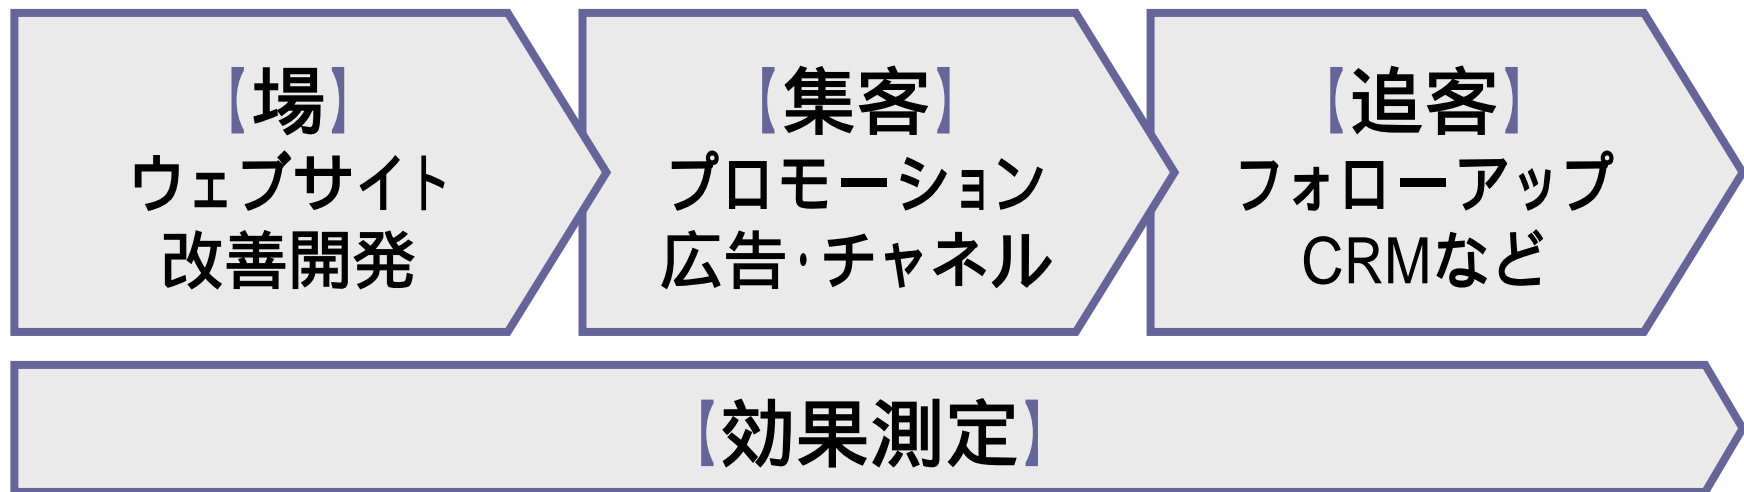 【場】
ウェブサイト
改善開発
【集客】
プロモーション
広告・チャネル
【追客】
フォローアップ
CRMなど
【効果測定】